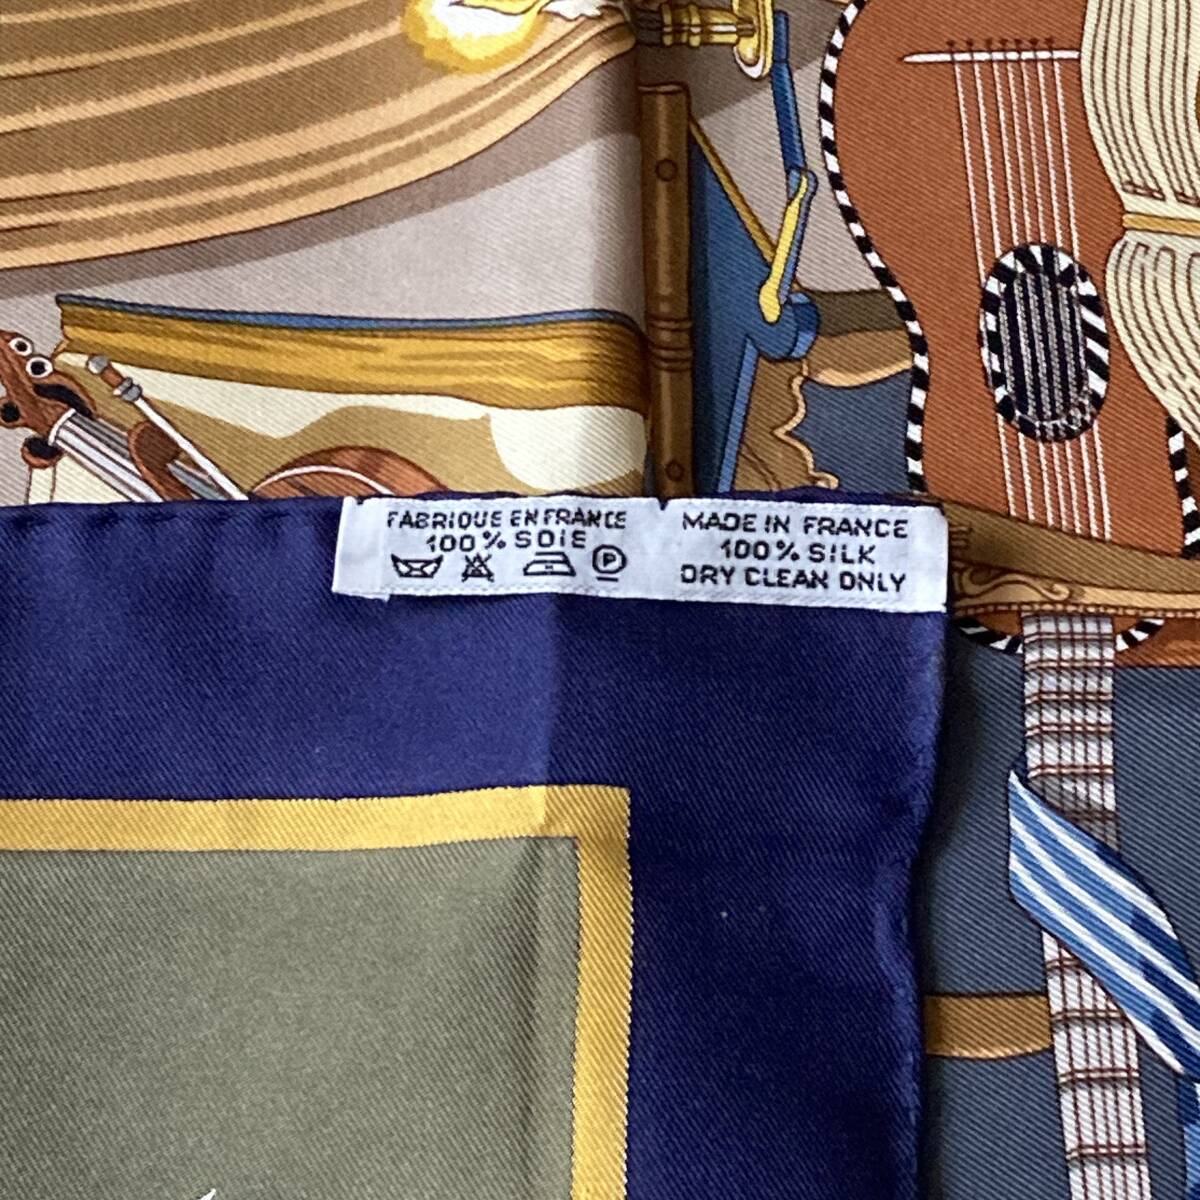 FABRIQUE EN FRANCE
100% SOIE
P
MADE IN FRANCE
100% SILK
DRY CLEAN ONLY